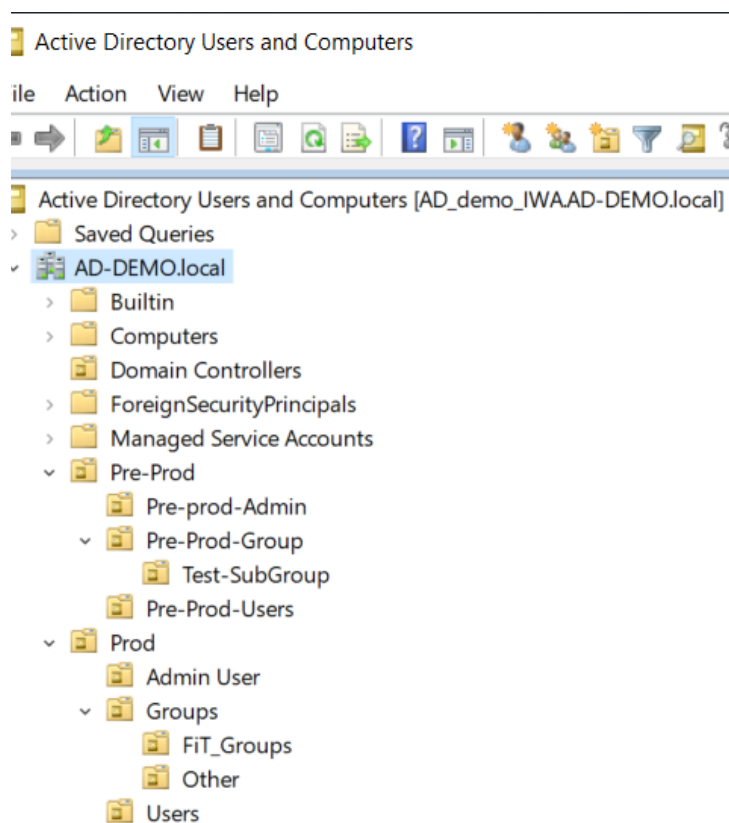 Active Directory Users and Computers
ile Action View Help
Active Directory Users and Computers [AD_demo_IWA.AD-DEMO.local]
Saved Queries
AD-DEMO.local
Builtin
Computers
Domain Controllers
ForeignSecurityPrincipals
Managed Service Accounts
Pre-Prod
Pre-prod-Admin
Pre-Prod-Group
Test-SubGroup
Pre-Prod-Users
Prod
Admin User
Groups
FiT_Groups
Other
Users